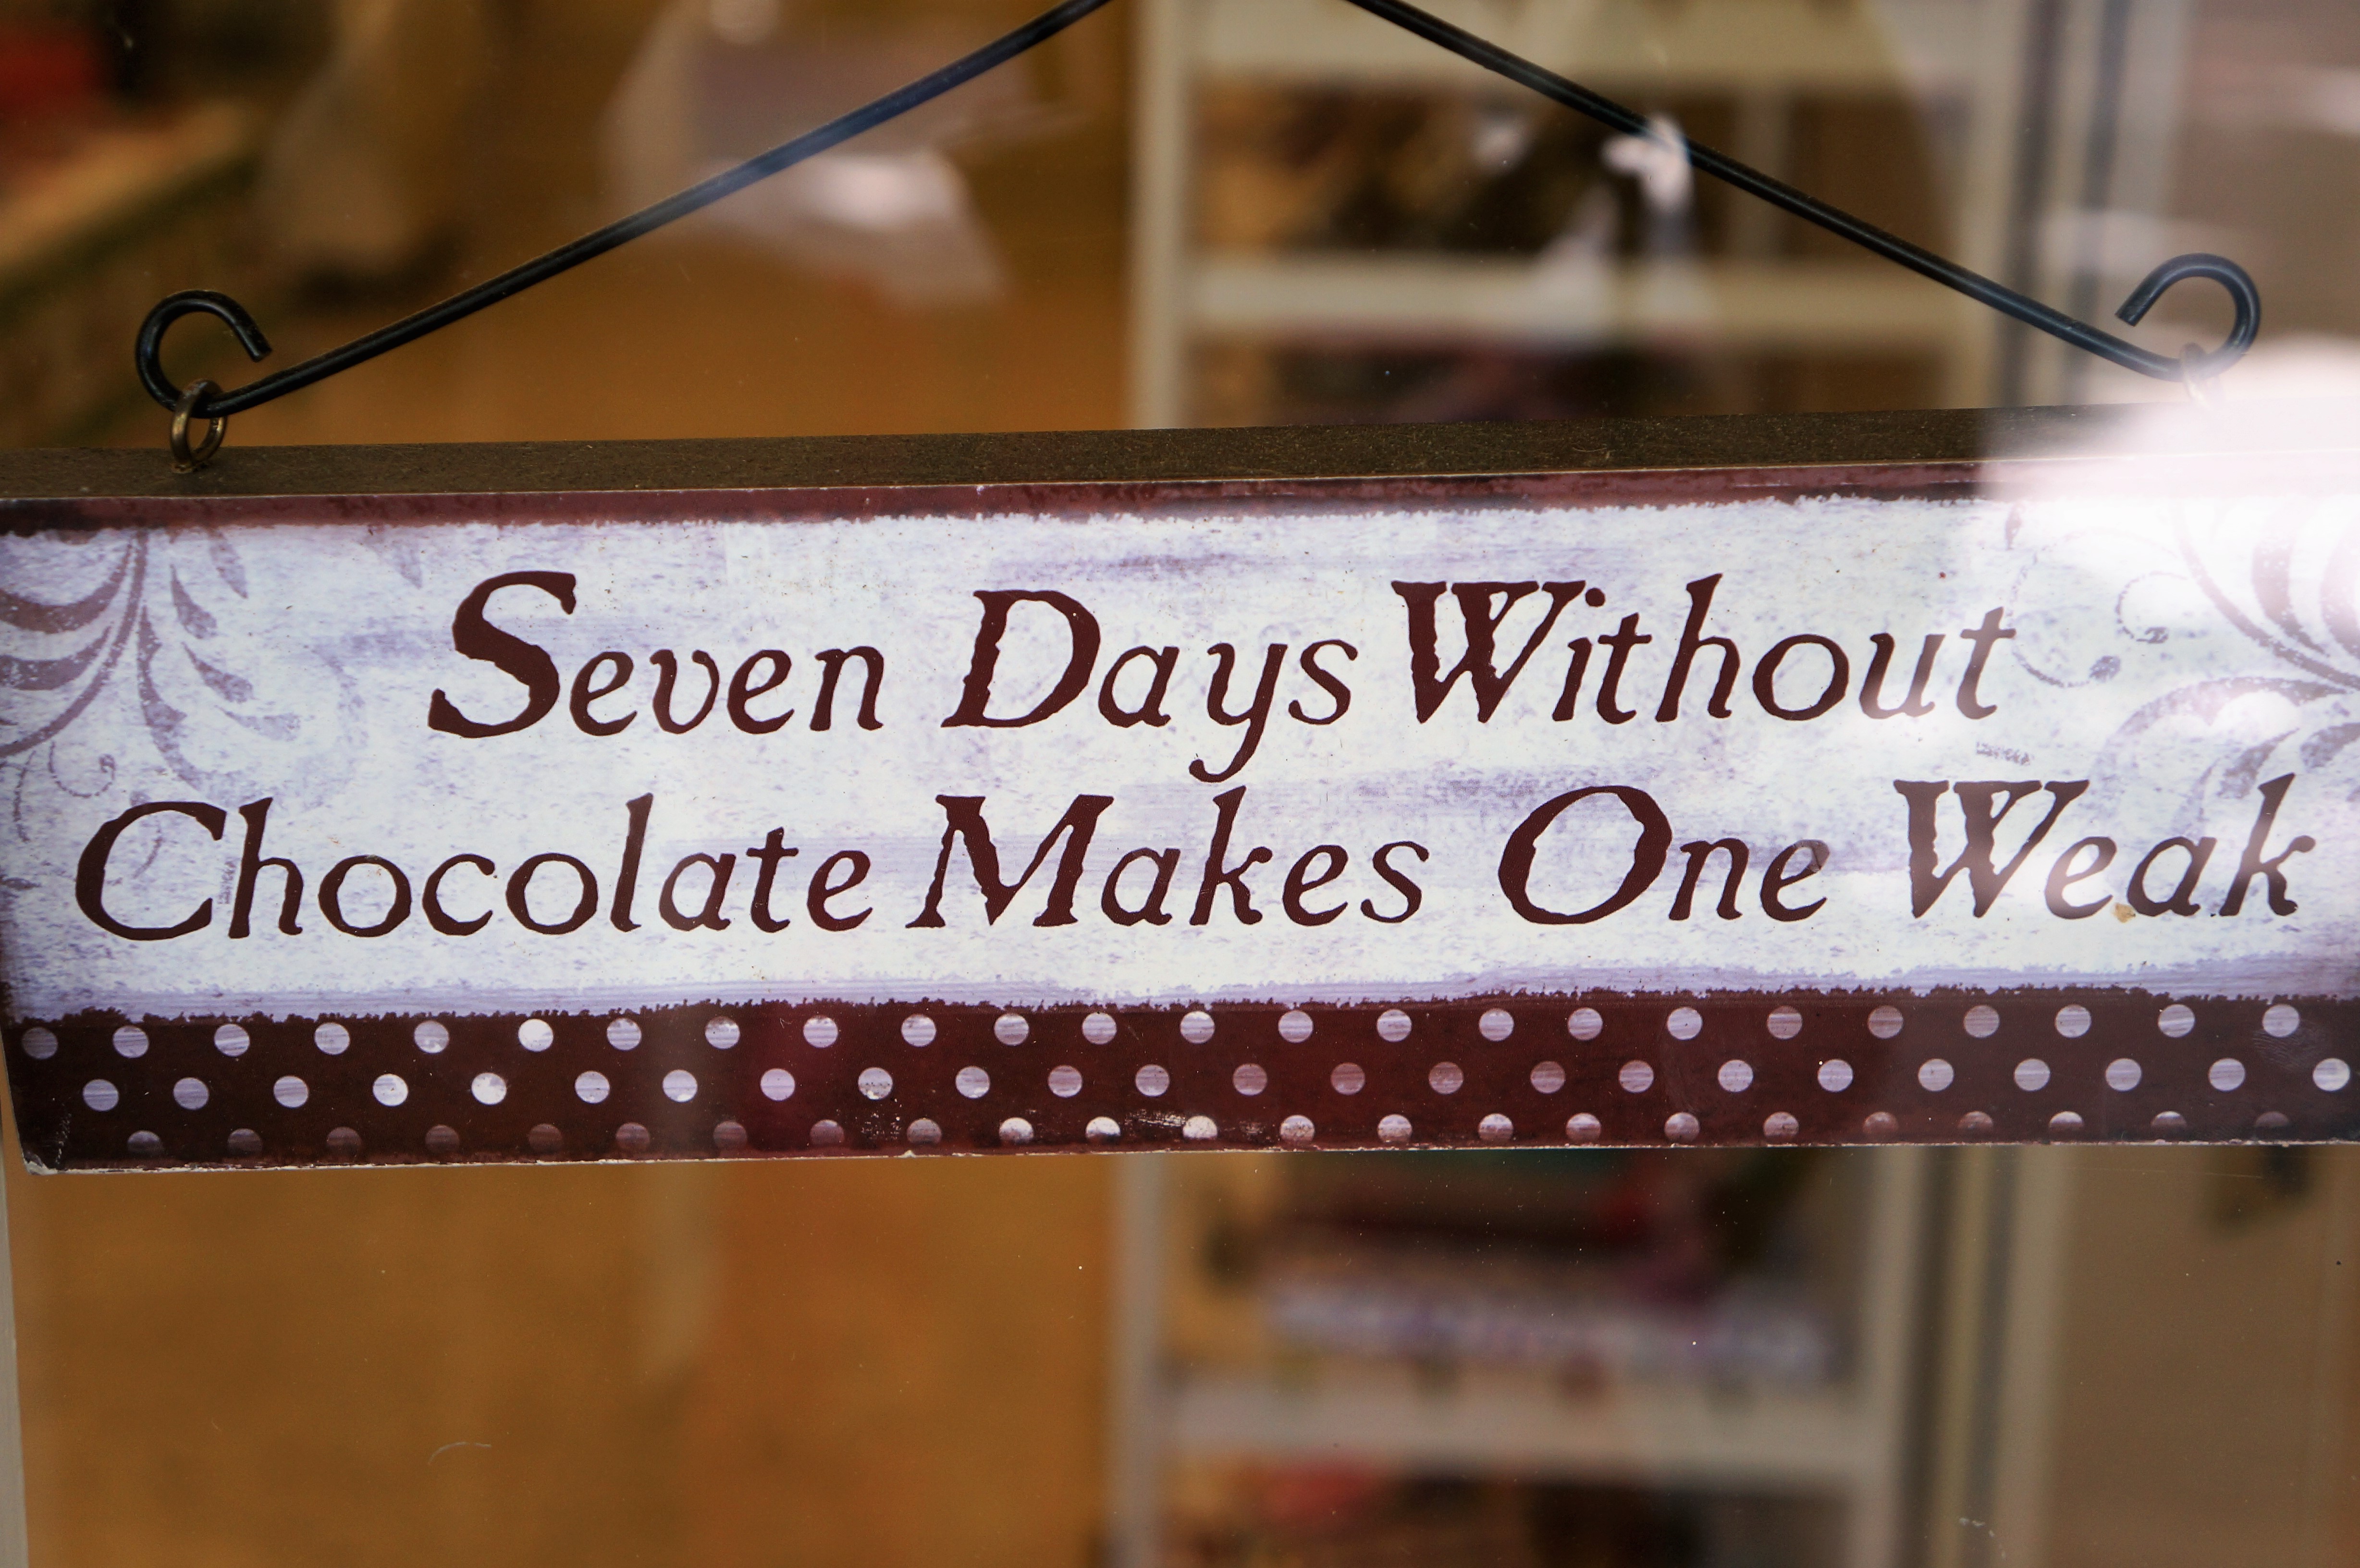 Seven Days Without
Chocolate Makes One Weak